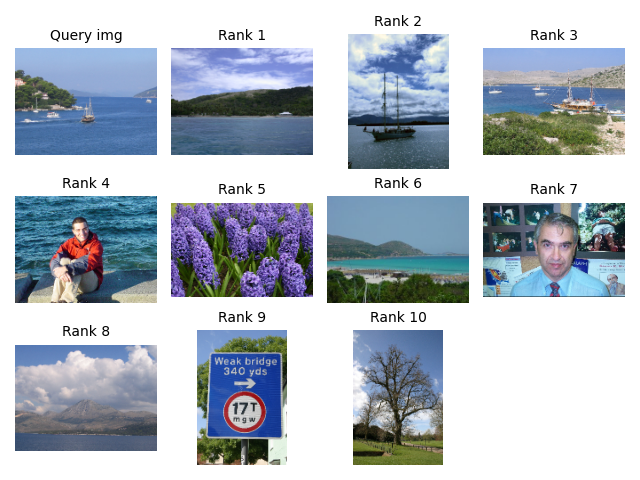 Query img
Rank 1
Rank 2
Rank 3
Rank 4
Rank 5
Rank 6
Rank 7
Rank 8
Rank 9
Weak bridge
340 yds
17T
m g w
Rank 10